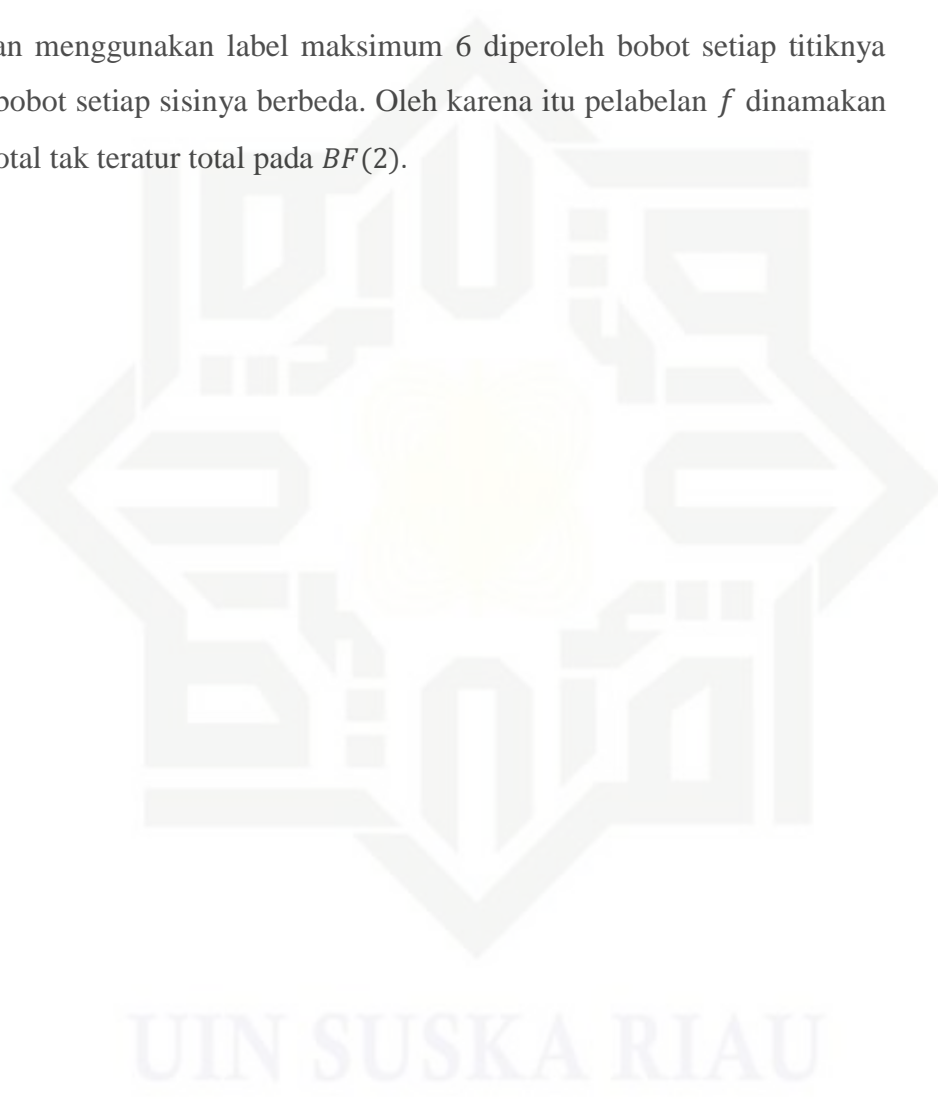 an menggunakan label maksimum 6 diperoleh bobot setiap titiknya
bobot setiap sisinya berbeda. Oleh karena itu pelabelan f dinamakan
otal tak teratur total pada BF(2).
UIN SUSKA RIAU